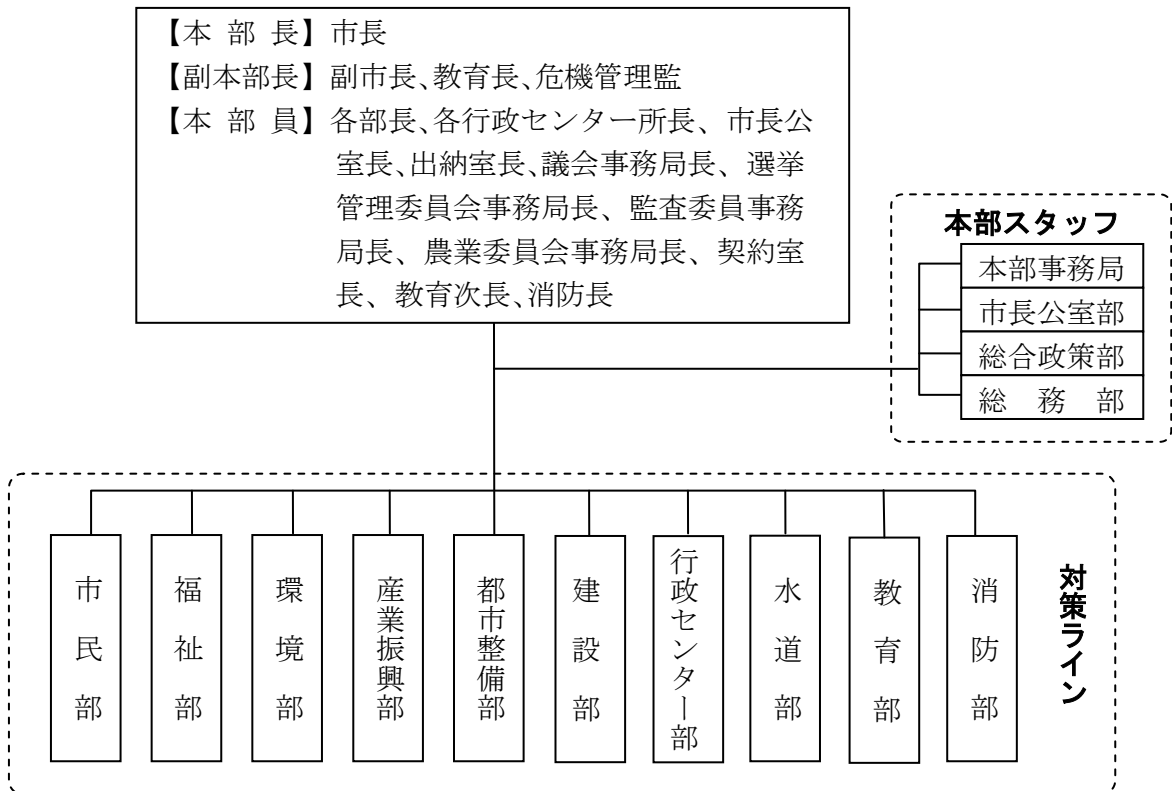 【本 部 長】市長
【副本部長】副市長、教育長、危機管理監
【本 部 員】各部長、各行政センター所長、市長公
室長、出納室長、議会事務局長、選挙
管理委員会事務局長、監査委員事務
局長、農業委員会事務局長、契約室
長、教育次長、消防長
本部スタッフ
本部事務局
市長公室部
総合政策部
総 務 部
市民部
福祉部
環境部
産業振興部
都市整備部
建設部
行政センター部
水道部
教育部
消防部
対策ライン